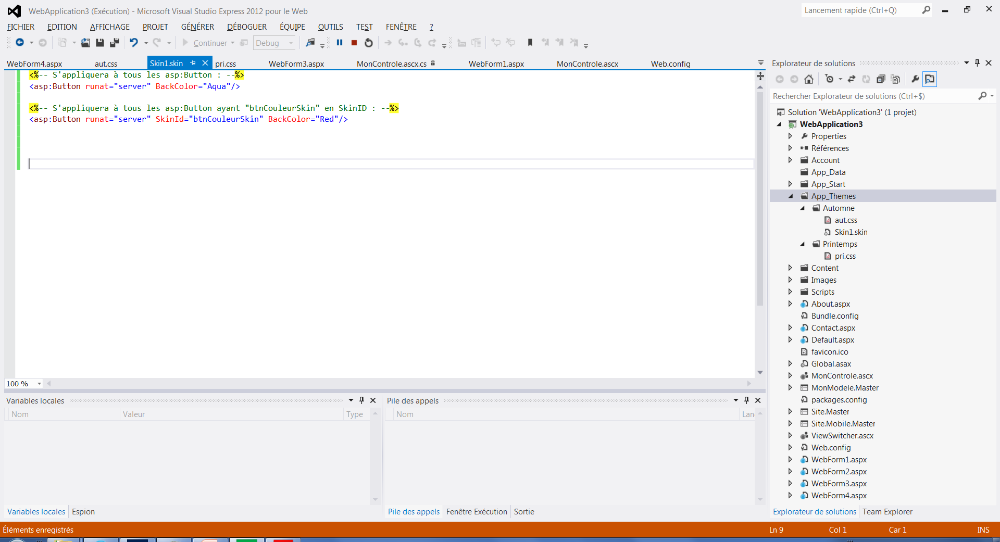 WebApplication3 (Exécution) - Microsoft Visual Studio Express 2012 pour le Web
Lancement rapide (Ctrl+Q)
FICHIER EDITION AFFICHAGE PROJET GÉNÉRER DÉBOGUER ÉQUIPE OUTILS TEST FENÊTRE ?
Continuer Debug
WebForm4.aspx aut.css Skin1.skin pri.css WebForm3.aspx MonControle.ascx.cs WebForm1.aspx MonControle.ascx Web.config
<%-- S'appliquera à tous les asp:Button : --%>
<asp:Button runat="server" BackColor="Aqua"/>
<%-- S'appliquera à tous les asp:Button ayant "btnCouleurSkin" en SkinID : --%>
<asp:Button runat="server" SkinId="btnCouleurSkin" BackColor="Red"/>
100 %
Variables locales
Nom Valeur Type
Variables locales Espion
Pile des appels
Nom Lan
Pile des appels Fenêtre Exécution Sortie
Explorateur de solutions
Rechercher Explorateur de solutions (Ctrl+$)
Solution 'WebApplication3' (1 projet)
WebApplication3
Properties
Références
Account
App_Data
App_Start
App_Themes
Automne
aut.css
Skin1.skin
Printemps
pri.css
Content
Images
Scripts
About.aspx
Bundle.config
Contact.aspx
Default.aspx
favicon.ico
Global.asax
MonControle.ascx
MonModele.Master
packages.config
Site.Master
Site.Mobile.Master
ViewSwitcher.ascx
Web.config
WebForm1.aspx
WebForm2.aspx
WebForm3.aspx
WebForm4.aspx
Explorateur de solutions Team Explorer
Éléments enregistrés Ln 9 Col 1 Car 1 INS